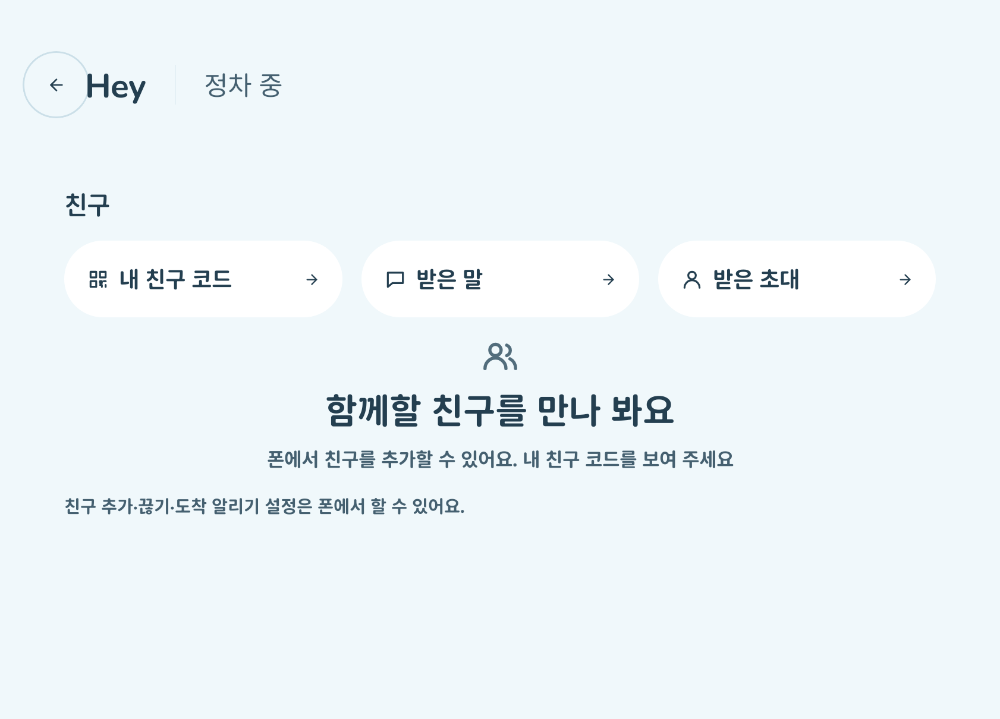 Hey
정차 중
친구
내 친구 코드
받은 말
받은 초대
함께할 친구를 만나 봐요
폰에서 친구를 추가할 수 있어요. 내 친구 코드를 보여 주세요
친구 추가·끊기·도착 알리기 설정은 폰에서 할 수 있어요.